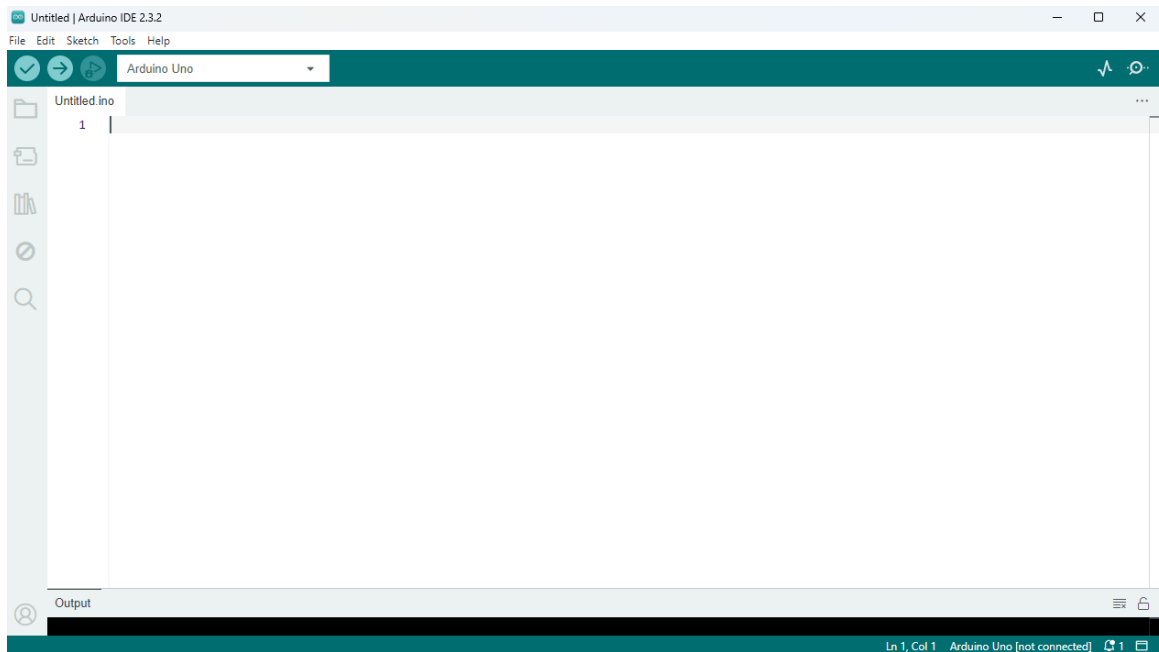 Untitled | Arduino IDE 2.3.2
File Edit Sketch Tools Help
Arduino Uno
Untitled.ino
1
Output
Ln 1, Col 1 Arduino Uno [not connected] 1